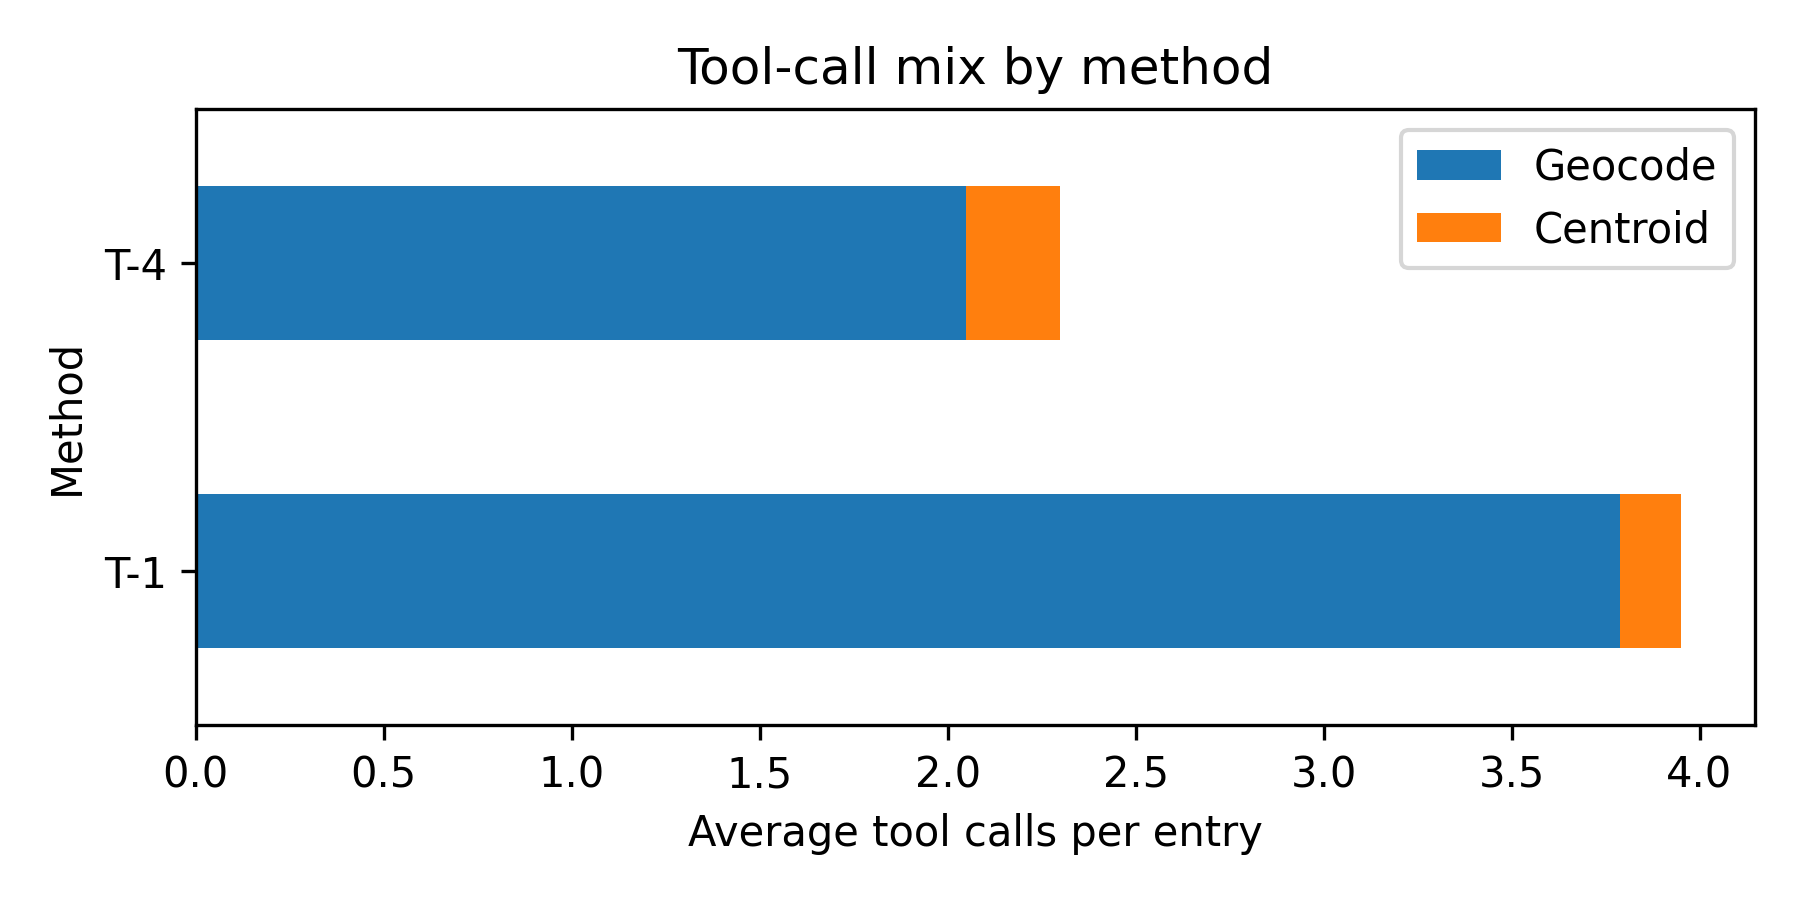 Tool-call mix by method
Geocode
Centroid
T-4
T-1
Method
0.0 0.5 1.0 1.5 2.0 2.5 3.0 3.5 4.0
Average tool calls per entry